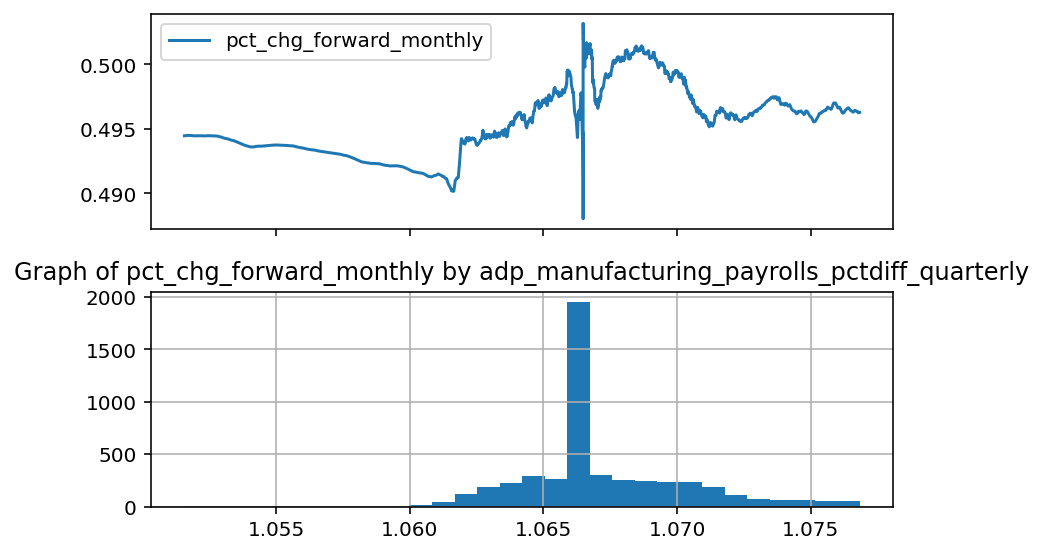 pct_chg_forward_monthly
0.500
0.495
0.490
Graph of pct_chg_forward_monthly by adp_manufacturing_payrolls_pctdiff_quarterly
2000
1500
1000
500
0
1.055 1.060 1.065 1.070 1.075